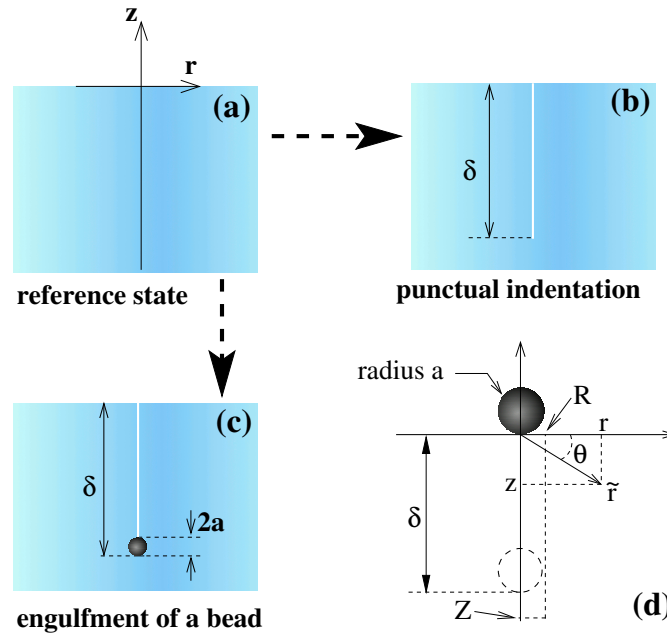 z
r
(a)
reference state
(b)
δ
punctual indentation
(c)
δ
2a
engulfment of a bead
radius a
R
r
θ
z
r̃
δ
Z
(d)